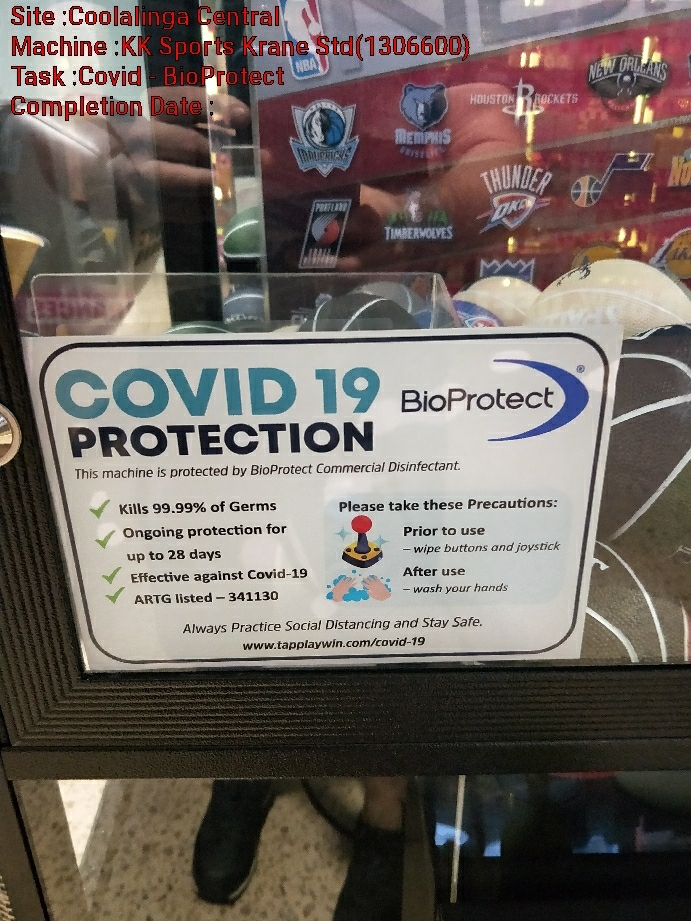 Site :Coolalinga Central
Machine :KK Sports Krane Std(1306600)
Task :Covid - BioProtect
Completion Date :
NBA
MAVERICKS
MEMPHIS
GRIZZLIES
HOUSTON ROCKETS
NEW ORLEANS
PORTLAND
TIMBERWOLVES
THUNDER
OKC
COVID 19
PROTECTION
BioProtect®
This machine is protected by BioProtect Commercial Disinfectant.
Kills 99.99% of Germs
Ongoing protection for
up to 28 days
Effective against Covid-19
ARTG listed – 341130
Please take these Precautions:
Prior to use
– wipe buttons and joystick
After use
– wash your hands
Always Practice Social Distancing and Stay Safe.
www.tapplaywin.com/covid-19